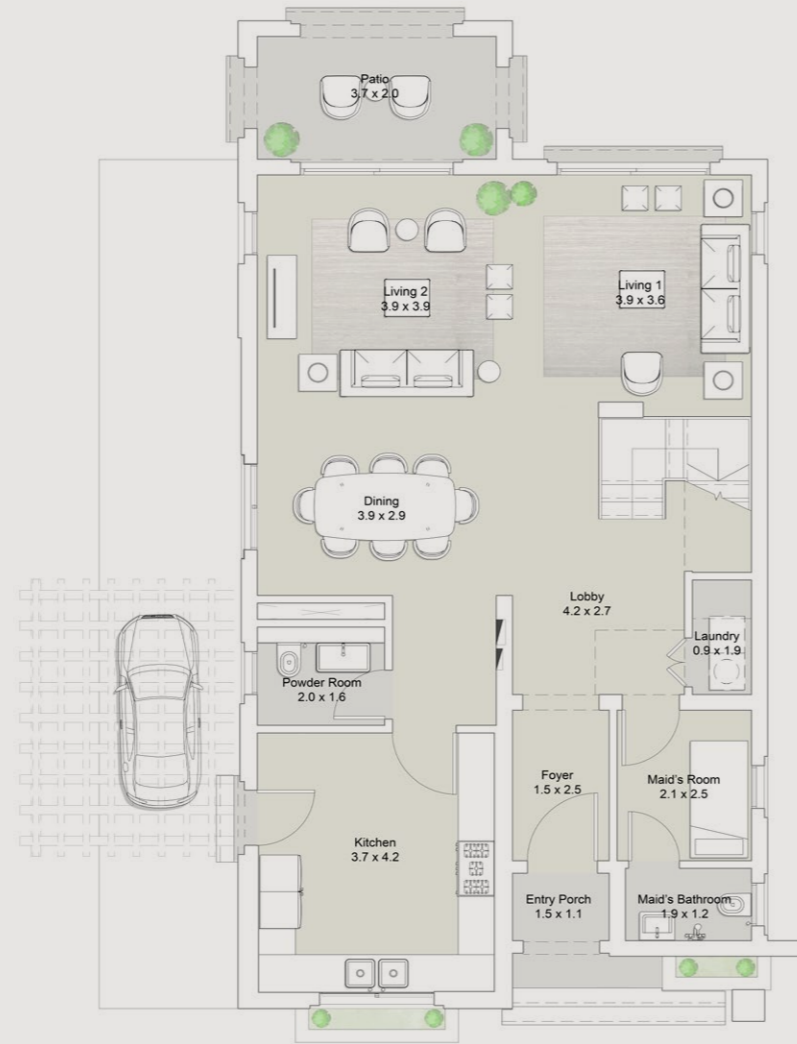 Patio
3.7 x 2.0
Living 2
3.9 x 3.9
Living 1
3.9 x 3.6
Dining
3.9 x 2.9
Lobby
4.2 x 2.7
Laundry
0.9 x 1.9
Powder Room
2.0 x 1.6
Foyer
1.5 x 2.5
Maid's Room
2.1 x 2.5
Kitchen
3.7 x 4.2
Entry Porch
1.5 x 1.1
Maid's Bathroom
1.9 x 1.2